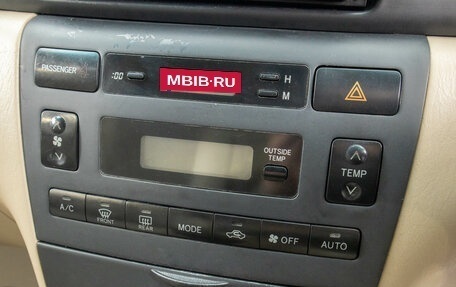 PASSENGER
:00
MBIB·RU
H
M
OUTSIDE
TEMP
TEMP
A/C
FRONT
REAR
MODE
OFF
AUTO